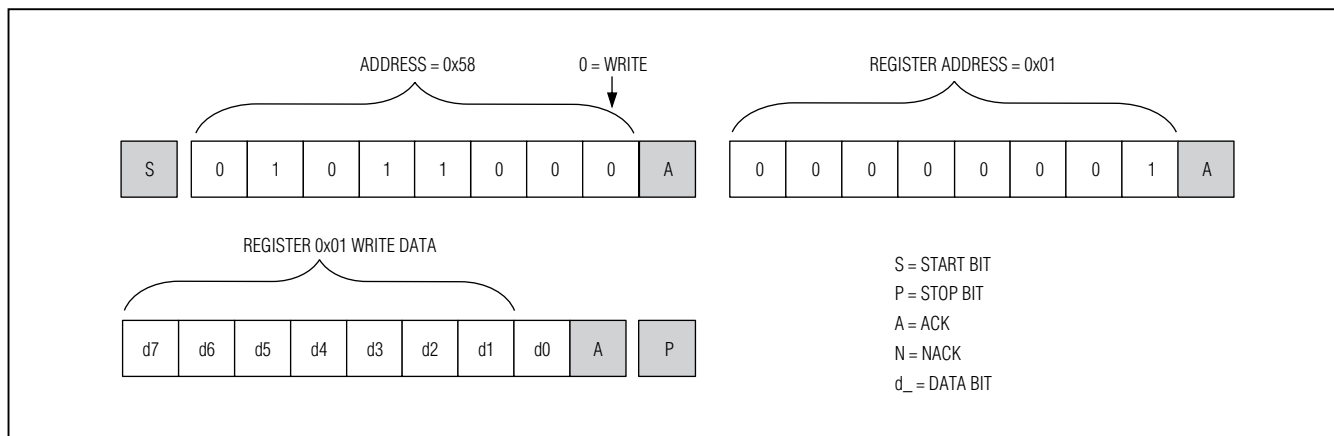 ADDRESS = 0x58 0 = WRITE REGISTER ADDRESS = 0x01
S 0 1 0 1 1 0 0 0 A 0 0 0 0 0 0 0 1 A
REGISTER 0x01 WRITE DATA
d7 d6 d5 d4 d3 d2 d1 d0 A P
S = START BIT
P = STOP BIT
A = ACK
N = NACK
d_ = DATA BIT